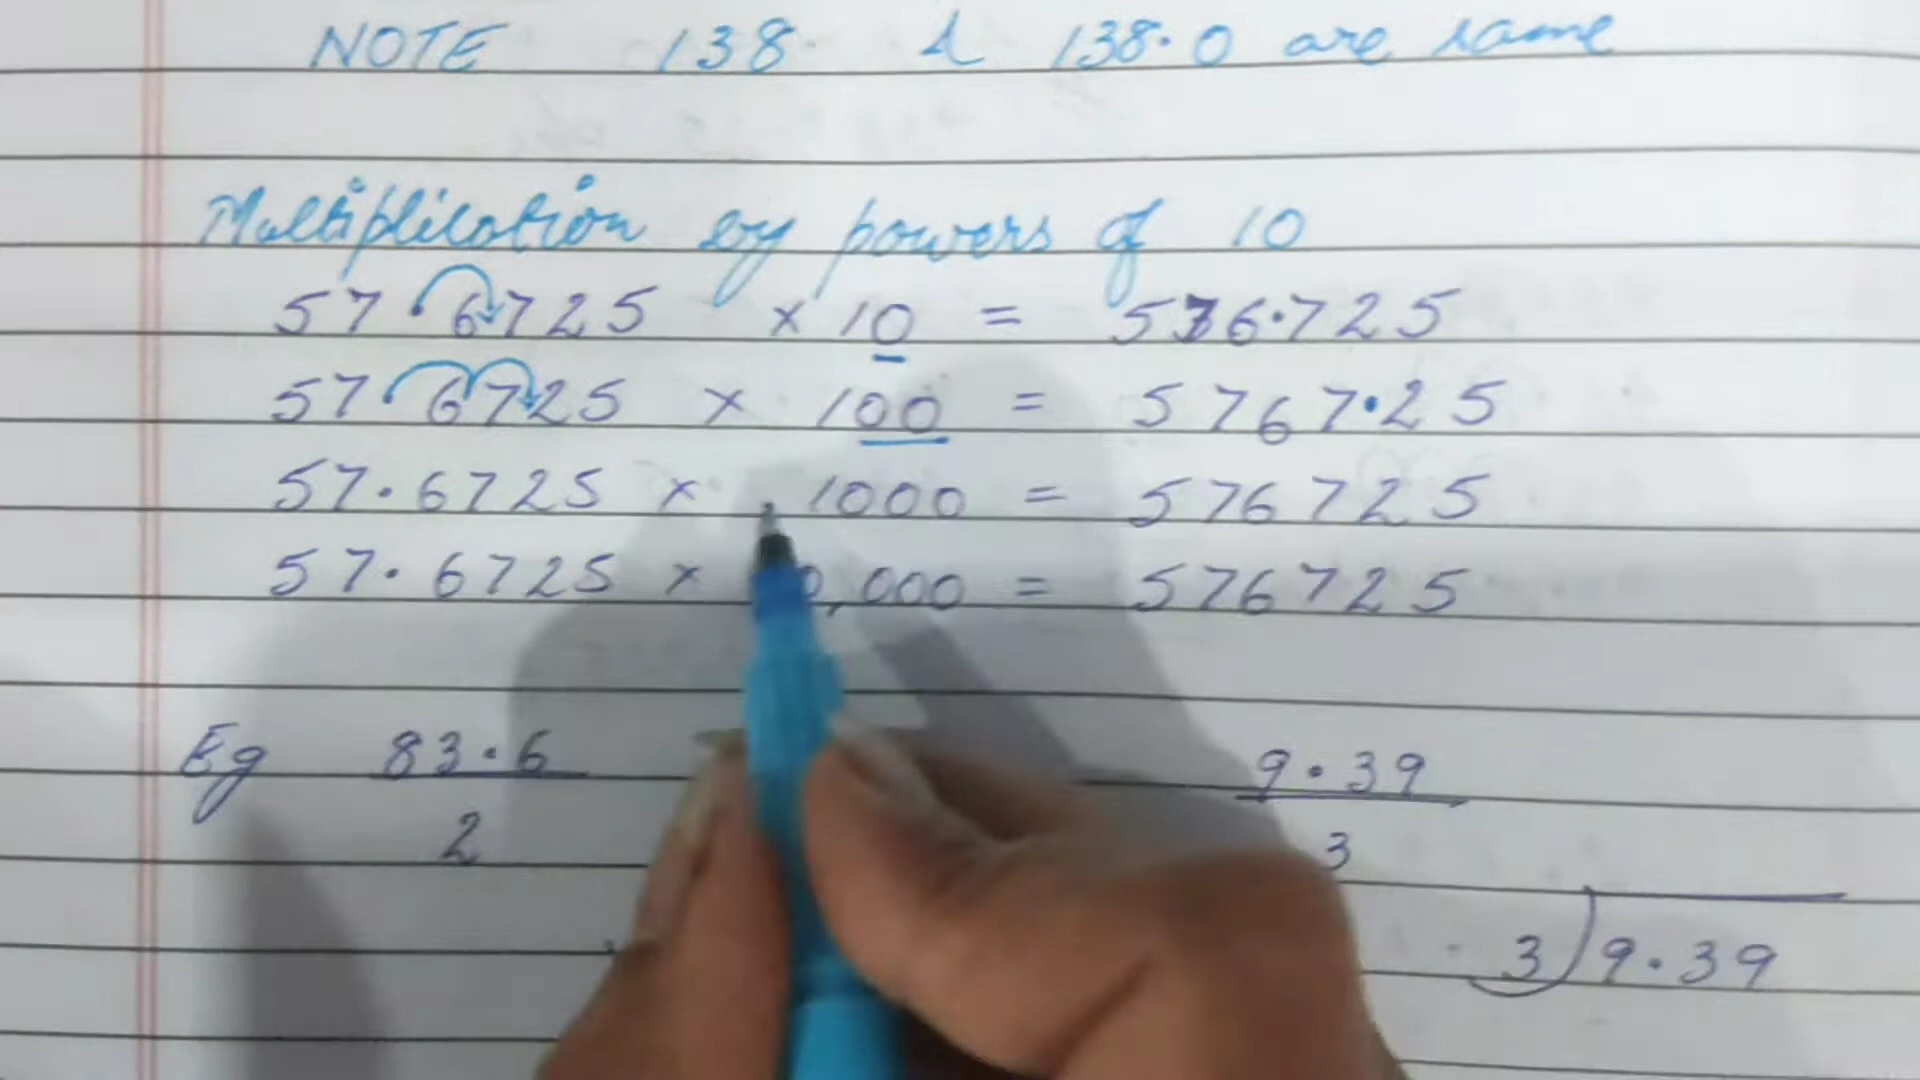 NOTE 138 & 138.0 are same
Multiplication by powers of 10
57.6725 × 10 = 576.725
57.6725 × 100 = 5767.25
57.6725 × 1000 = 576725
57.6725 × 0,000 = 576725
Eg 83.6 9.39
2 3
3)9.39